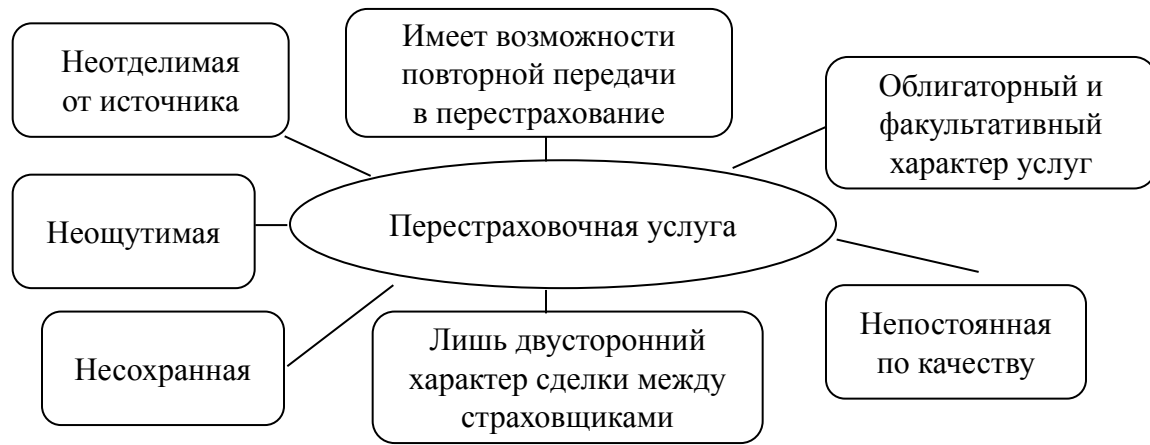 Неотделимая
от источника
Имеет возможности
повторной передачи
в перестрахование
Облигаторный и
факультативный
характер услуг
Неощутимая
Перестраховочная услуга
Несохранная
Лишь двусторонний
характер сделки между
страховщиками
Непостоянная
по качеству